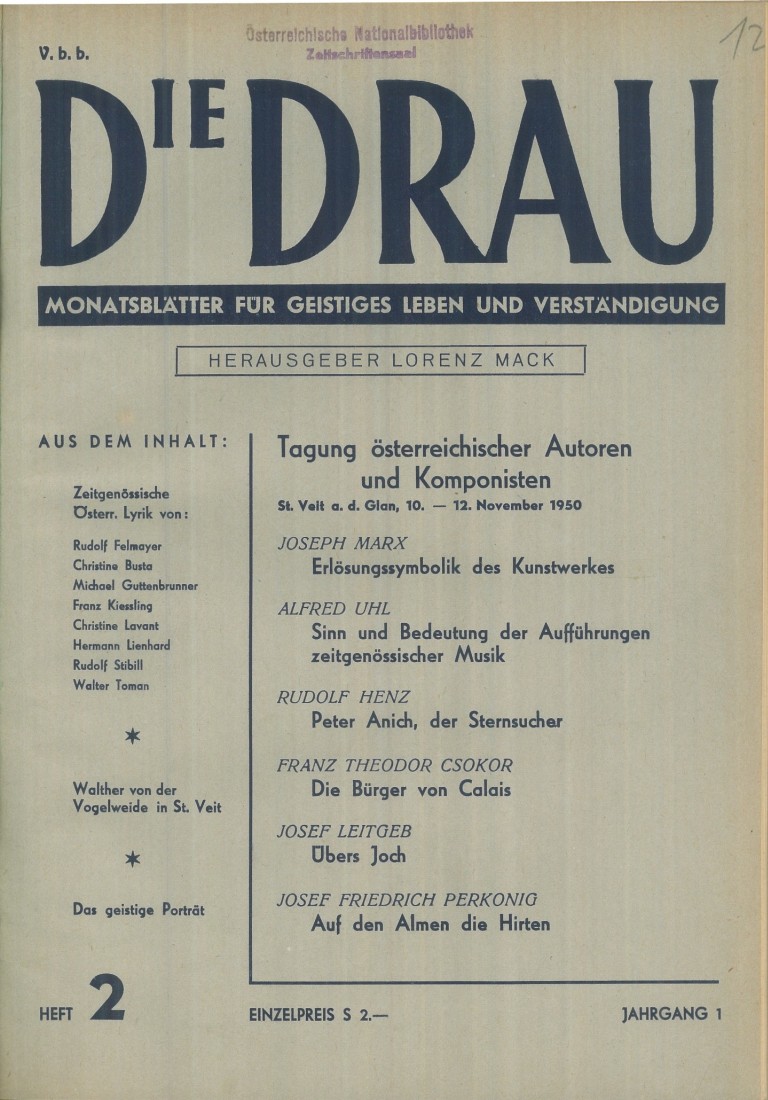 Österreichische Nationalbibliothek
Zeitschriftensaal
12
V. b. b.
DIE DRAU
MONATSBLÄTTER FÜR GEISTIGES LEBEN UND VERSTÄNDIGUNG
HERAUSGEBER LORENZ MACK
AUS DEM INHALT:
Zeitgenössische
Österr. Lyrik von:
Rudolf Felmayer
Christine Busta
Michael Guttenbrunner
Franz Kiessling
Christine Lavant
Hermann Lienhard
Rudolf Stibill
Walter Toman
*
Walther von der
Vogelweide in St. Veit
*
Das geistige Porträt
Tagung österreichischer Autoren
und Komponisten
St. Veit a. d. Glan, 10. — 12. November 1950
JOSEPH MARX
Erlösungssymbolik des Kunstwerkes
ALFRED UHL
Sinn und Bedeutung der Aufführungen
zeitgenössischer Musik
RUDOLF HENZ
Peter Anich, der Sternsucher
FRANZ THEODOR CSOKOR
Die Bürger von Calais
JOSEF LEITGEB
Übers Joch
JOSEF FRIEDRICH PERKONIG
Auf den Almen die Hirten
HEFT 2
EINZELPREIS S 2.—
JAHRGANG 1